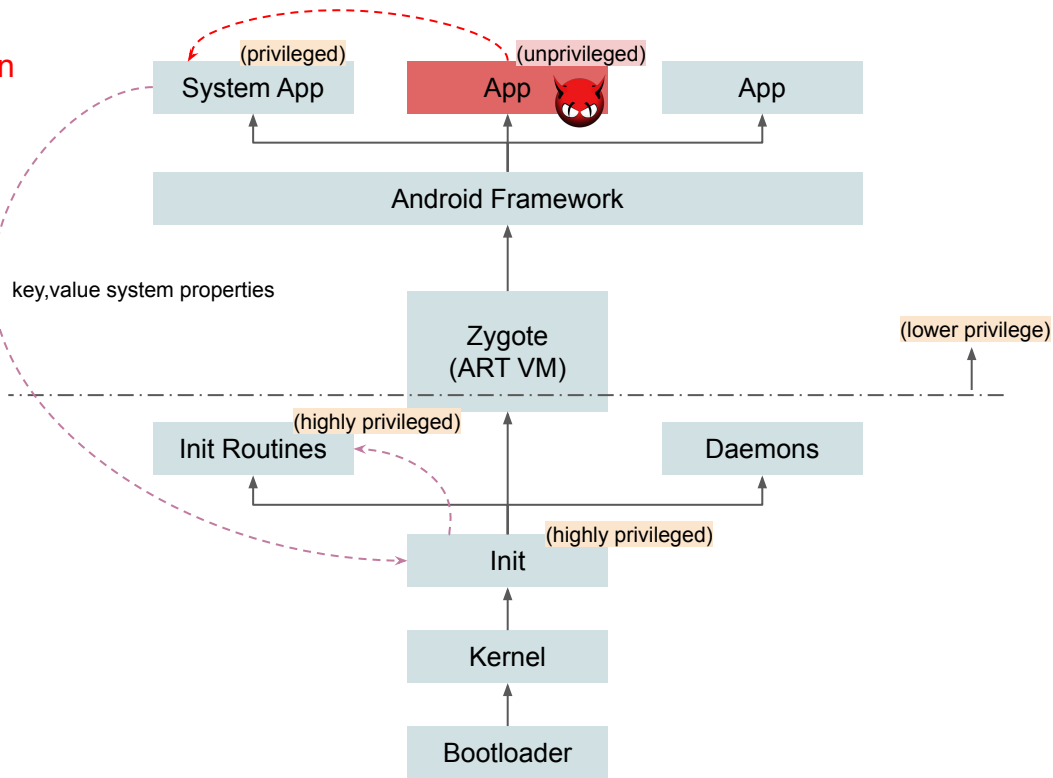 (privileged)
(unprivileged)
n
System App
App
App
Android Framework
key,value system properties
Zygote
(ART VM)
(lower privilege)
(highly privileged)
Init Routines
Daemons
(highly privileged)
Init
Kernel
Bootloader